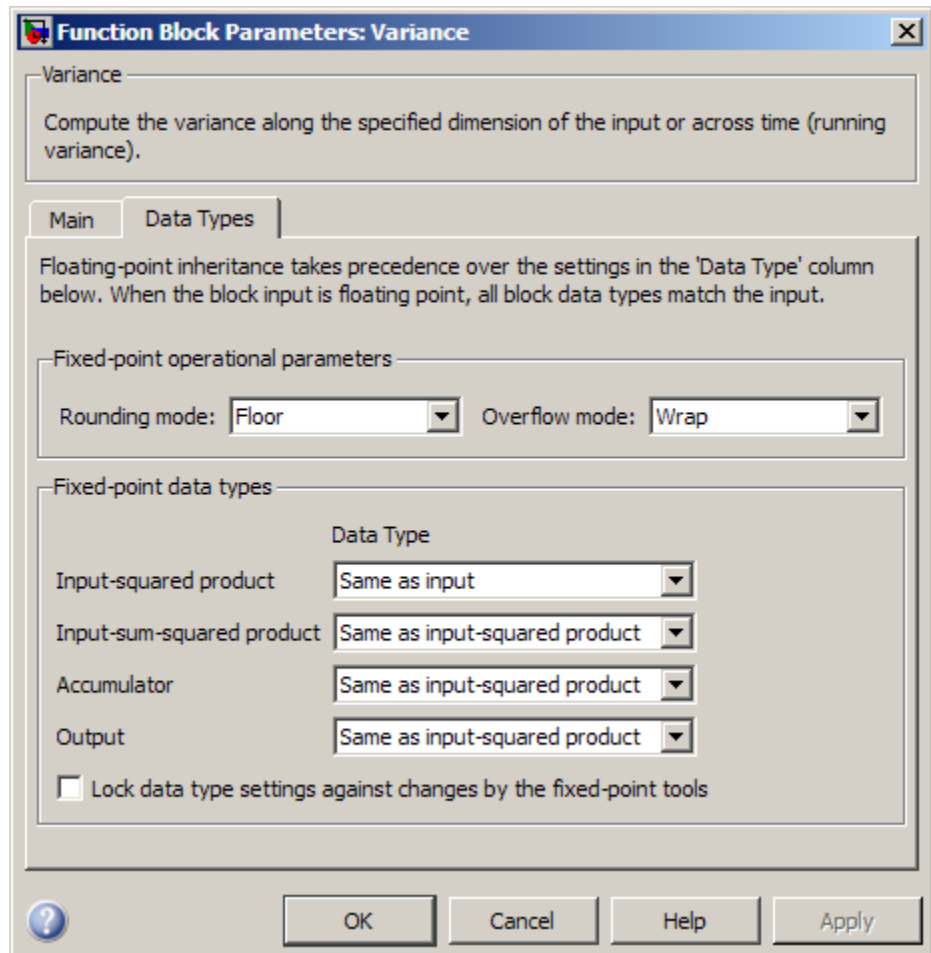 Function Block Parameters: Variance
Variance
Compute the variance along the specified dimension of the input or across time (running
variance).
Main Data Types
Floating-point inheritance takes precedence over the settings in the 'Data Type' column
below. When the block input is floating point, all block data types match the input.
Fixed-point operational parameters
Rounding mode: Floor Overflow mode: Wrap
Fixed-point data types
Data Type
Input-squared product Same as input
Input-sum-squared product Same as input-squared product
Accumulator Same as input-squared product
Output Same as input-squared product
Lock data type settings against changes by the fixed-point tools
? OK Cancel Help Apply